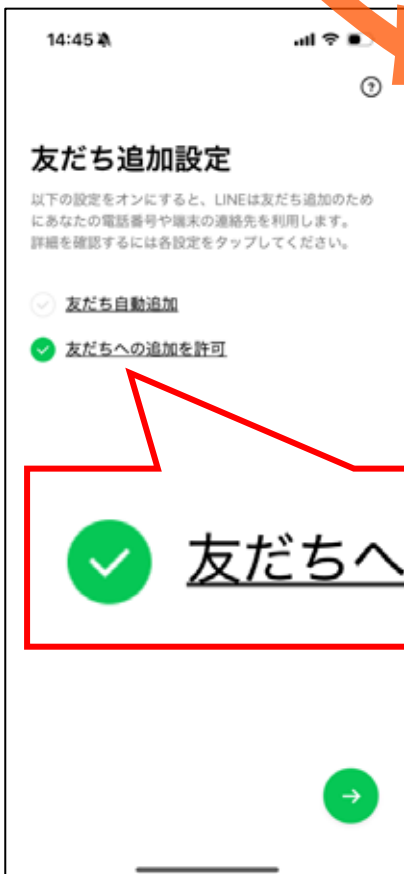 14:45
友だち追加設定
以下の設定をオンにすると、LINEは友だち追加のため
にあなたの電話番号や端末の連絡先を利用します。
詳細を確認するには各設定をタップしてください。
友だち自動追加
友だちへの追加を許可
友だちへ